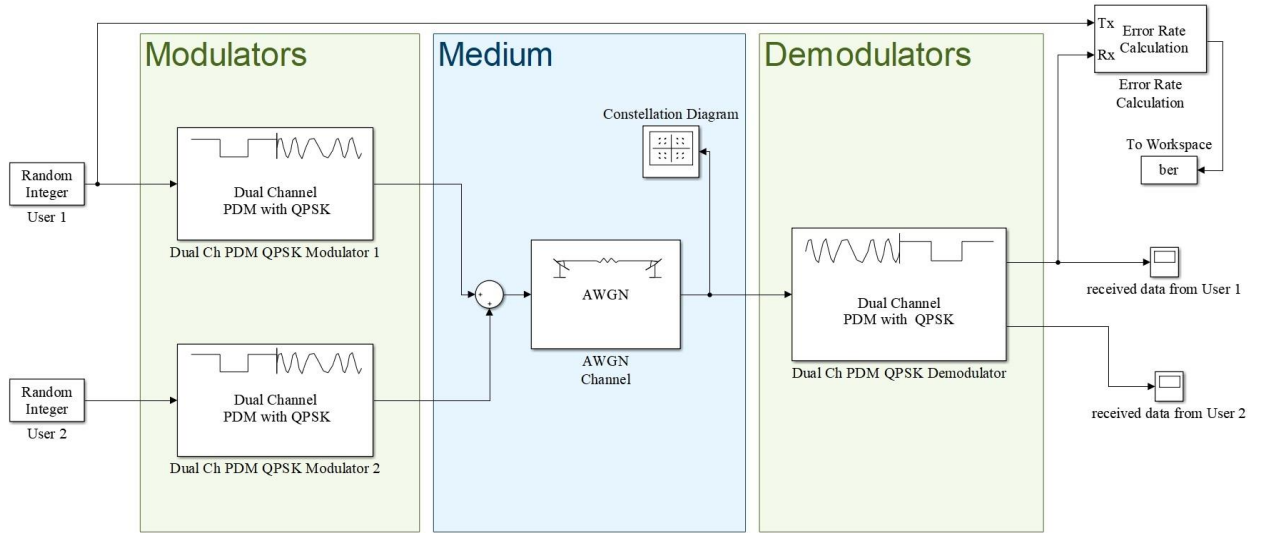 Modulators
Medium
Demodulators
Tx
Rx
Error Rate
Calculation
Error Rate
Calculation
Constellation Diagram
To Workspace
ber
Random
Integer
User 1
Dual Channel
PDM with QPSK
Dual Ch PDM QPSK Modulator 1
+
+
AWGN
AWGN
Channel
Dual Channel
PDM with QPSK
Dual Ch PDM QPSK Demodulator
received data from User 1
Random
Integer
User 2
Dual Channel
PDM with QPSK
Dual Ch PDM QPSK Modulator 2
received data from User 2